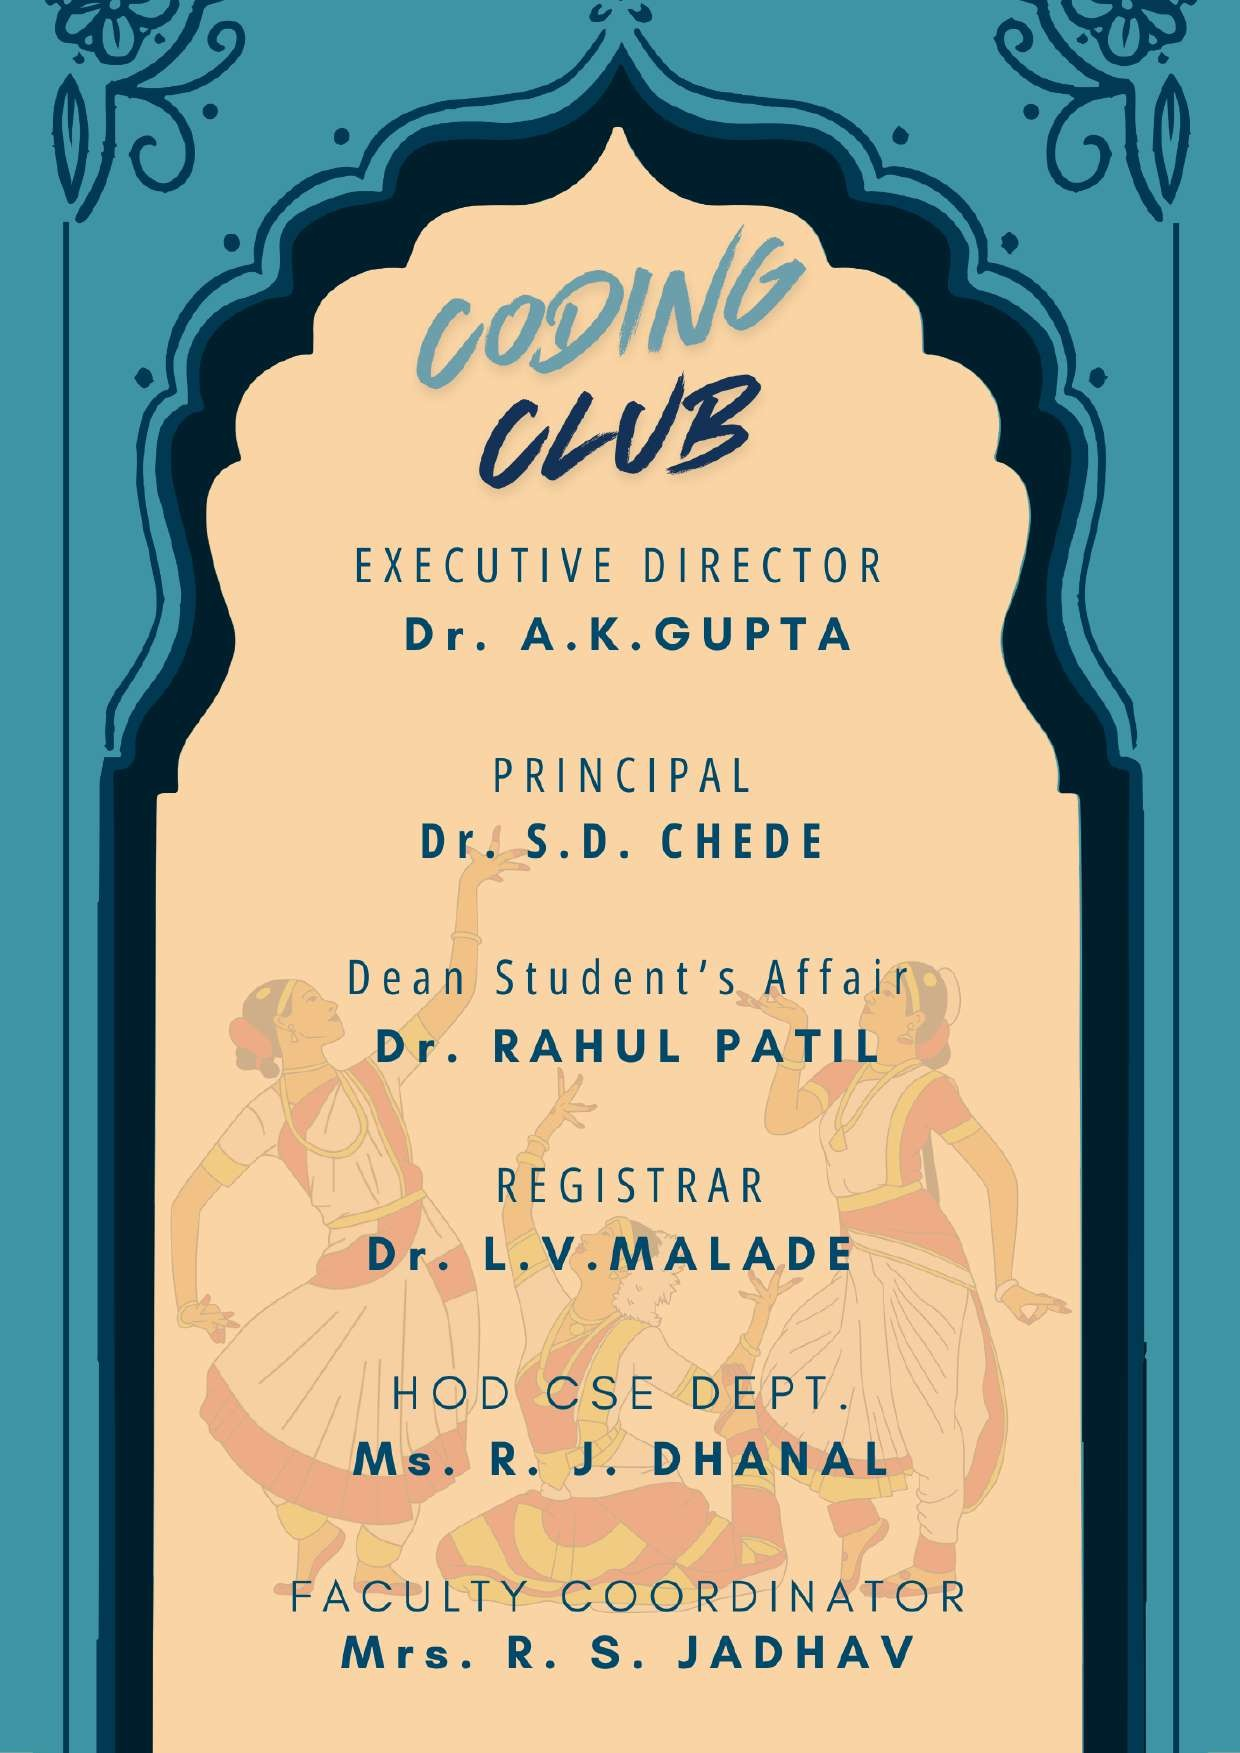 CODING
CLUB
EXECUTIVE DIRECTOR
Dr. A.K.GUPTA
PRINCIPAL
Dr. S.D. CHEDE
Dean Student’s Affair
Dr. RAHUL PATIL
REGISTRAR
Dr. L.V.MALADE
HOD CSE DEPT.
Ms. R. J. DHANAL
FACULTY COORDINATOR
Mrs. R. S. JADHAV